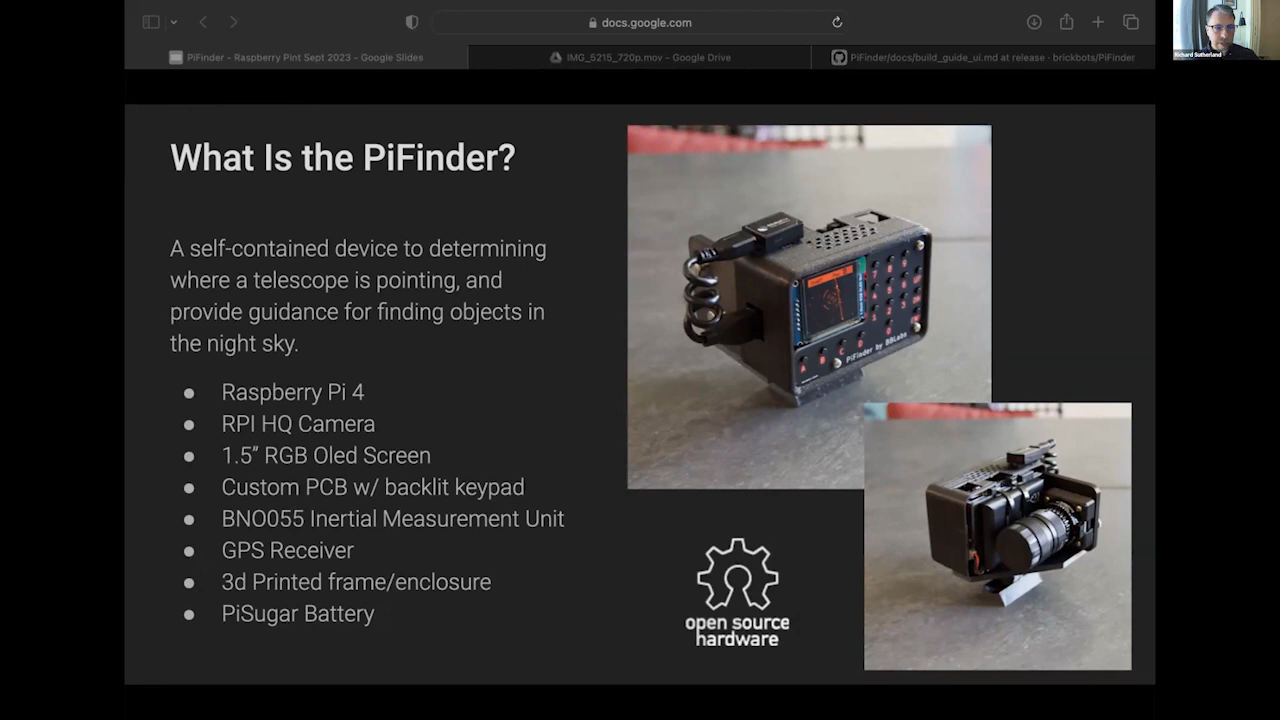 docs.google.com
PiFinder - Raspberry Pint Sept 2023 - Google Slides
IMG_5215_720p.mov - Google Drive
PiFinder/docs/build_guide_ui.md at release · brickbots/PiFinder
Richard Sutherland
What Is the PiFinder?
A self-contained device to determining
where a telescope is pointing, and
provide guidance for finding objects in
the night sky.
● Raspberry Pi 4
● RPI HQ Camera
● 1.5” RGB Oled Screen
● Custom PCB w/ backlit keypad
● BNO055 Inertial Measurement Unit
● GPS Receiver
● 3d Printed frame/enclosure
● PiSugar Battery
A B C D
PiFinder by BBLabs
open source
hardware